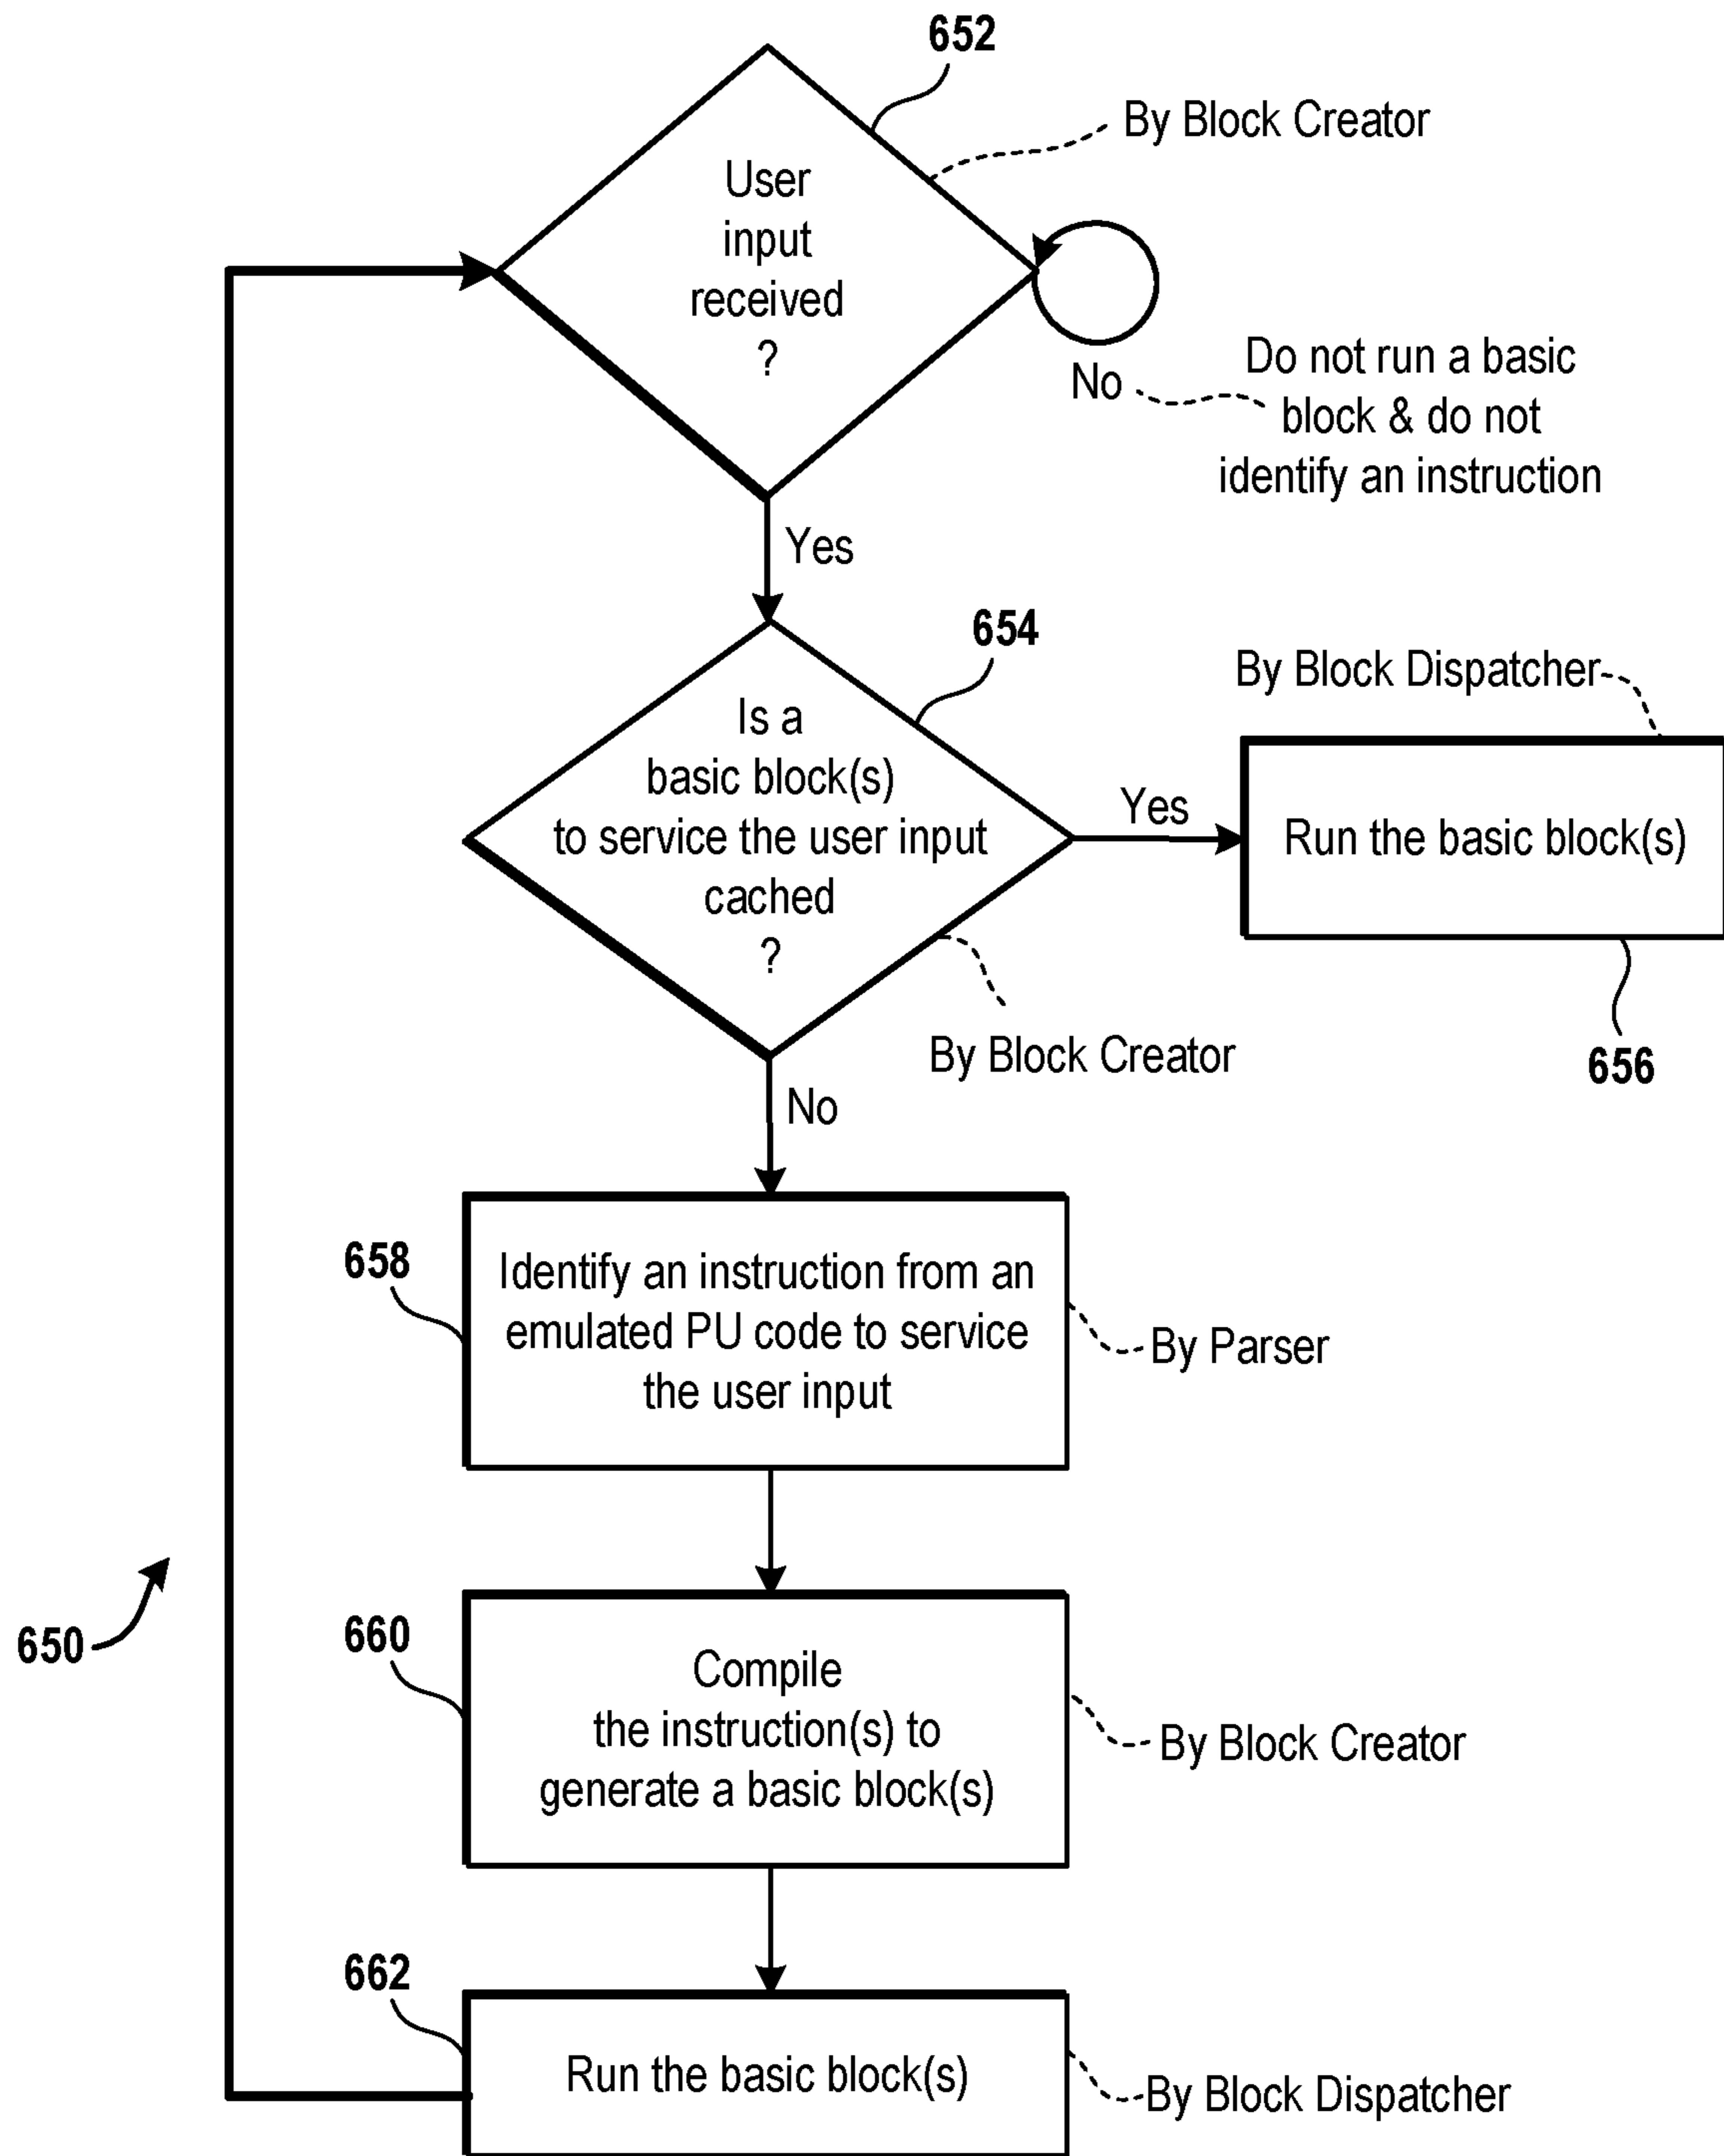 652
By Block Creator
User
input
received
?
No
Do not run a basic
block & do not
identify an instruction
Yes
654
Is a
basic block(s)
to service the user input
cached
?
By Block Creator
Yes
By Block Dispatcher
Run the basic block(s)
656
No
658
Identify an instruction from an
emulated PU code to service
the user input
By Parser
650
660
Compile
the instruction(s) to
generate a basic block(s)
By Block Creator
662
Run the basic block(s)
By Block Dispatcher